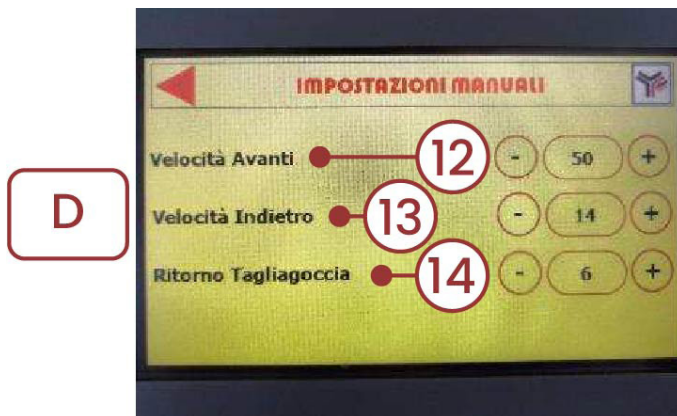 IMPOSTAZIONI MANUALI
Velocità Avanti 12 - 50 +
D
Velocità Indietro 13 - 14 +
Ritorno Tagliagoccia 14 - 6 +